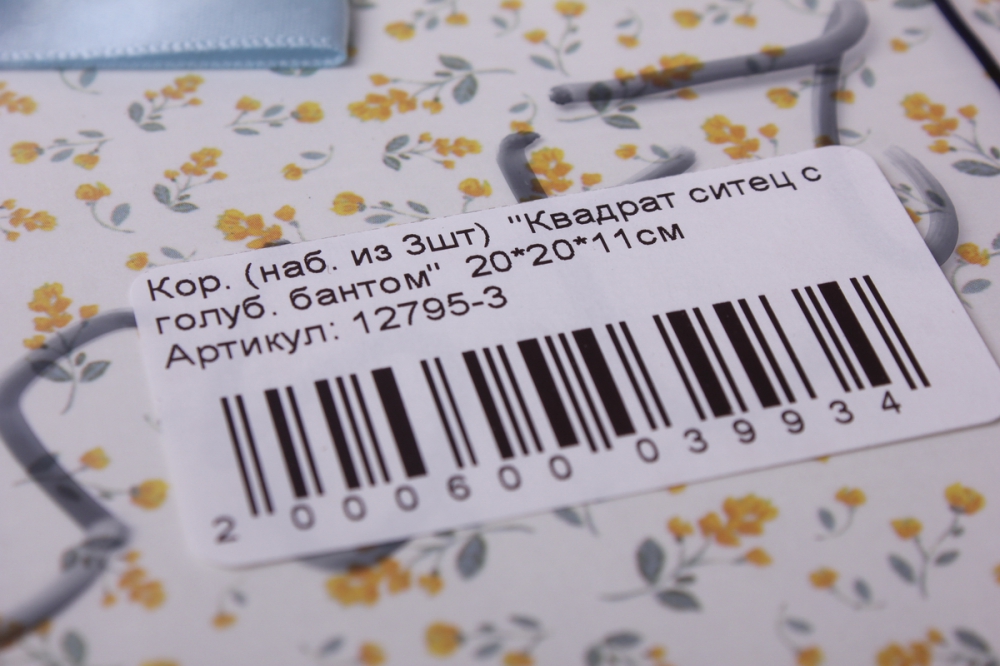 Кор. (наб. из 3шт) "Квадрат ситец с
голуб. бантом" 20*20*11см
Артикул: 12795-3
2 000600 039934